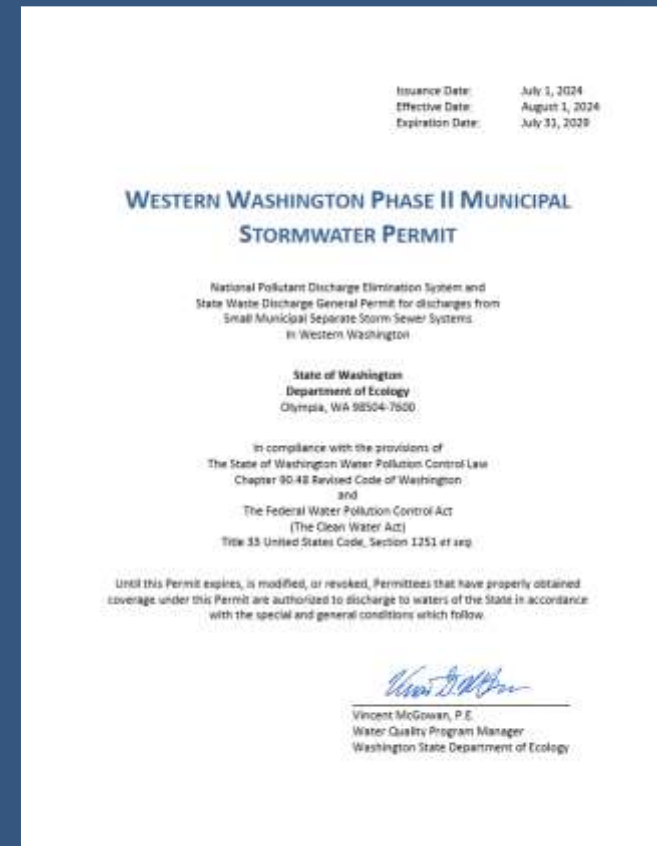 Issuance Date: July 1, 2024
Effective Date: August 1, 2024
Expiration Date: July 31, 2029
WESTERN WASHINGTON PHASE II MUNICIPAL
STORMWATER PERMIT
National Pollutant Discharge Elimination System and
State Waste Discharge General Permit for discharges from
Small Municipal Separate Storm Sewer Systems
in Western Washington
State of Washington
Department of Ecology
Olympia, WA 98504-7600
In compliance with the provisions of
The State of Washington Water Pollution Control Law
Chapter 90.48 Revised Code of Washington
and
The Federal Water Pollution Control Act
(The Clean Water Act)
Title 33 United States Code, Section 1251 et seq
Until this Permit expires, is modified, or revoked, Permittees that have properly obtained
coverage under this Permit are authorized to discharge to waters of the State in accordance
with the special and general conditions which follow.
Vincent McGowan, P.E.
Water Quality Program Manager
Washington State Department of Ecology